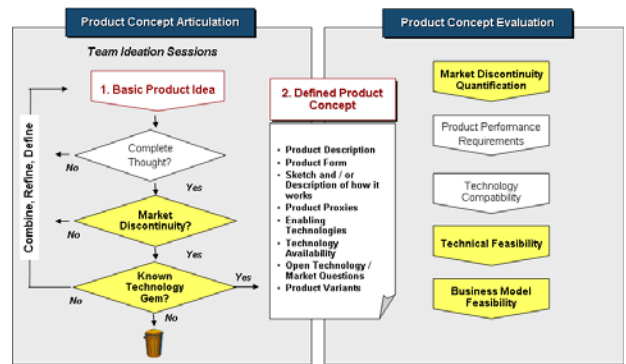 Product Concept Articulation
Team Ideation Sessions
1. Basic Product Idea
Complete
Thought?
No
Yes
Market
Discontinuity?
No
Yes
Known
Technology
Gem?
No
Yes
No
Combine, Refine, Define
2. Defined Product
Concept
• Product Description
• Product Form
• Sketch and / or
Description of how it
works
• Product Proxies
• Enabling
Technologies
• Technology
Availability
• Open Technology /
Market Questions
• Product Variants
Product Concept Evaluation
Market Discontinuity
Quantification
Product Performance
Requirements
Technology
Compatibility
Technical Feasibility
Business Model
Feasibility